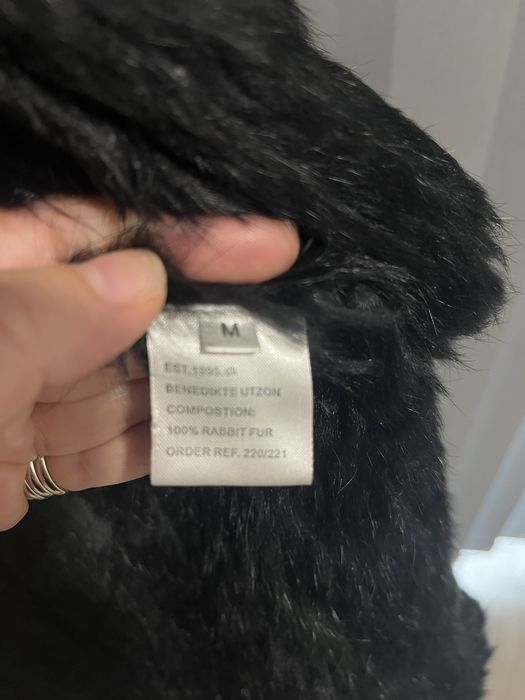 M
EST.1995.dk
BENEDIKTE UTZON
COMPOSTION:
100% RABBIT FUR
ORDER REF. 220/221